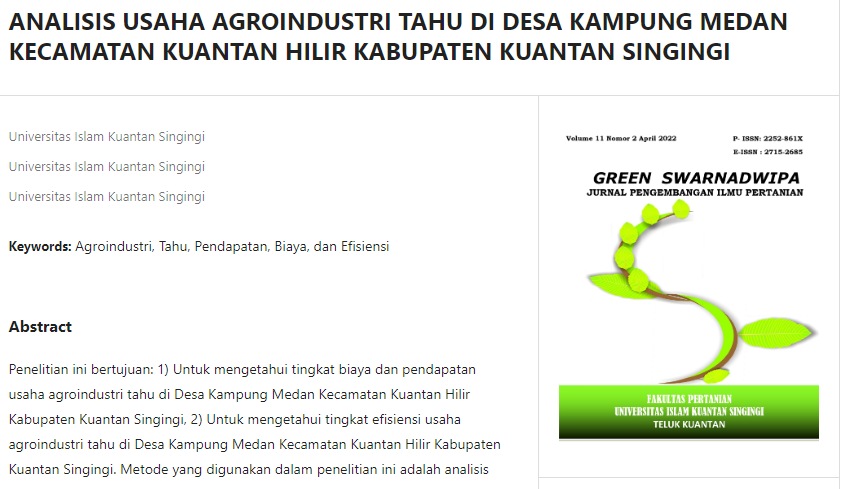 ANALISIS USAHA AGROINDUSTRI TAHU DI DESA KAMPUNG MEDAN
KECAMATAN KUANTAN HILIR KABUPATEN KUANTAN SINGINGI
Universitas Islam Kuantan Singingi
Universitas Islam Kuantan Singingi
Universitas Islam Kuantan Singingi
Keywords: Agroindustri, Tahu, Pendapatan, Biaya, dan Efisiensi
Abstract
Penelitian ini bertujuan: 1) Untuk mengetahui tingkat biaya dan pendapatan
usaha agroindustri tahu di Desa Kampung Medan Kecamatan Kuantan Hilir
Kabupaten Kuantan Singingi, 2) Untuk mengetahui tingkat efisiensi usaha
agroindustri tahu di Desa Kampung Medan Kecamatan Kuantan Hilir Kabupaten
Kuantan Singingi. Metode yang digunakan dalam penelitian ini adalah analisis
Volume 11 Nomor 2 April 2022
P- ISSN: 2252-861X
E-ISSN : 2715-2685
GREEN SWARNADWIPA
JURNAL PENGEMBANGAN ILMU PERTANIAN
FAKULTAS PERTANIAN
UNIVERSITAS ISLAM KUANTAN SINGINGI
TELUK KUANTAN